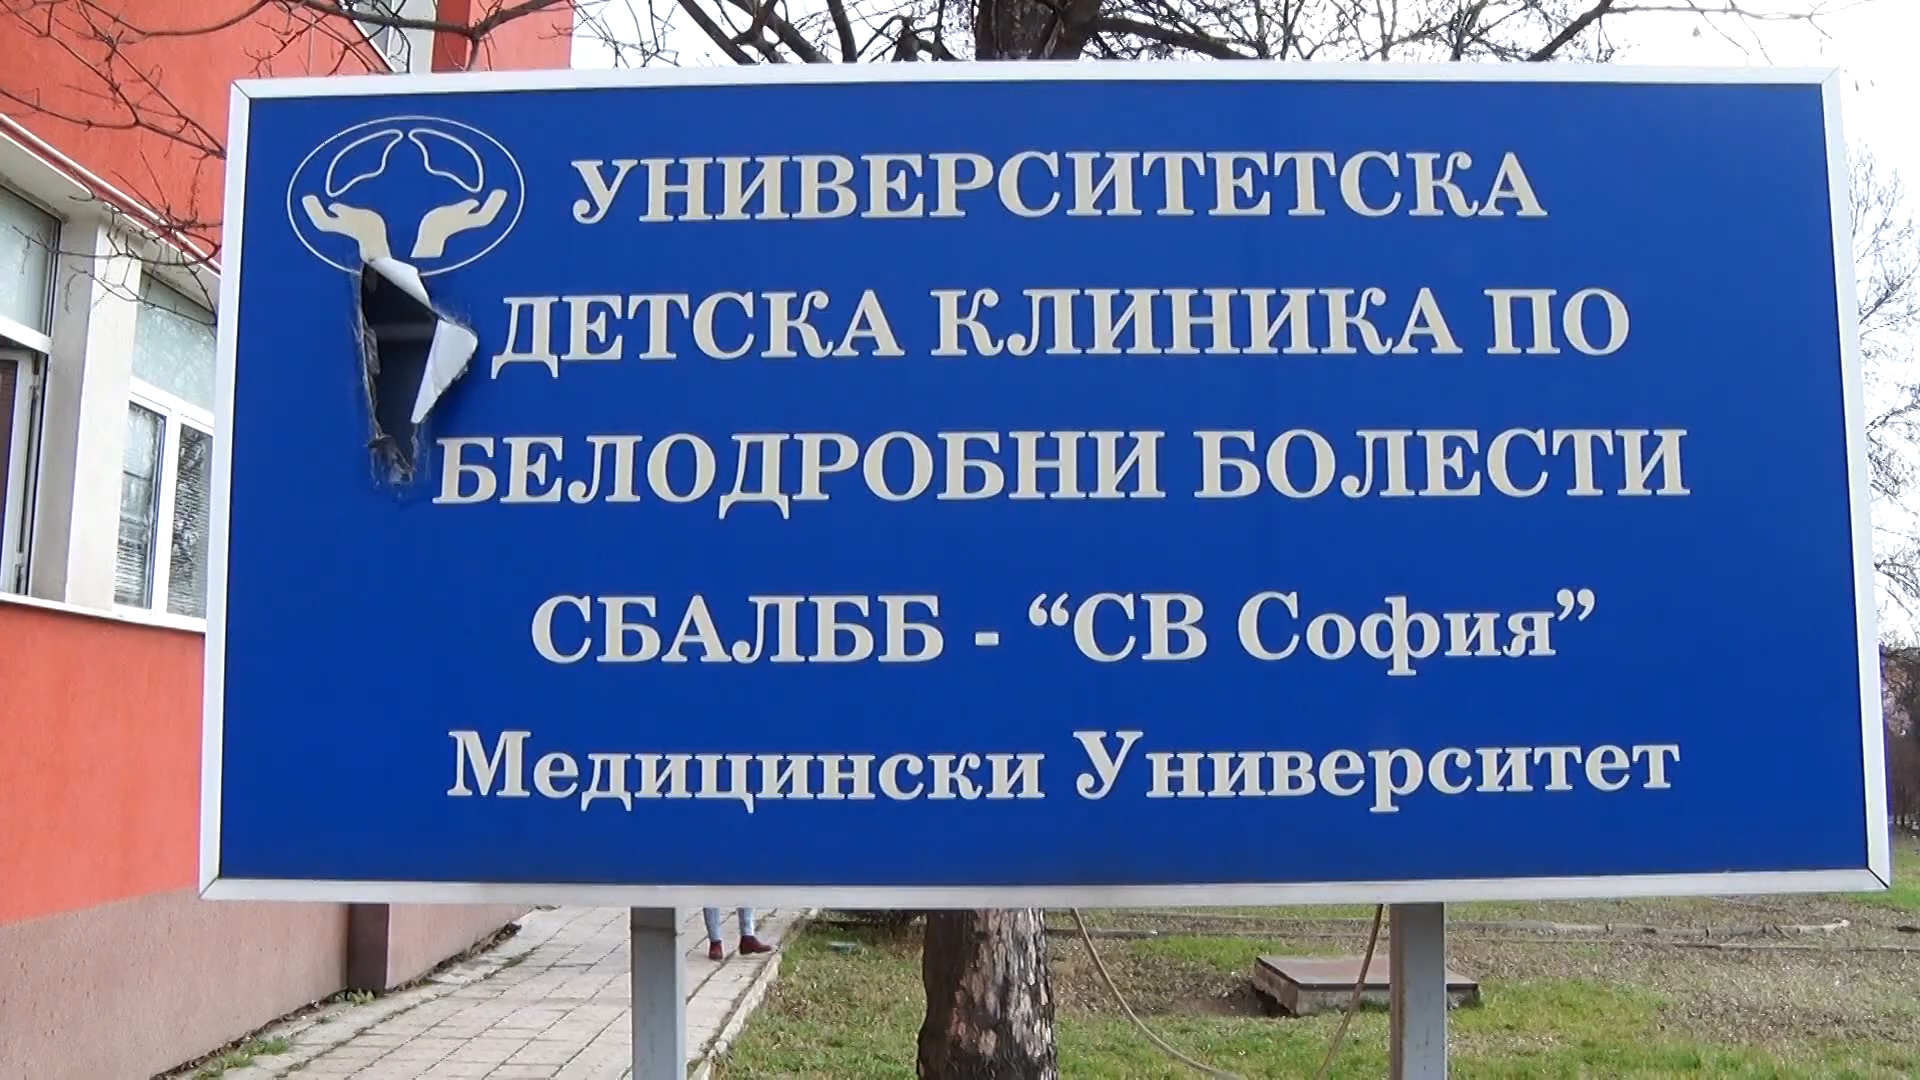 УНИВЕРСИТЕТСКА
ДЕТСКА КЛИНИКА ПО
БЕЛОДРОБНИ БОЛЕСТИ
СБАЛББ - “СВ София”
Медицински Университет